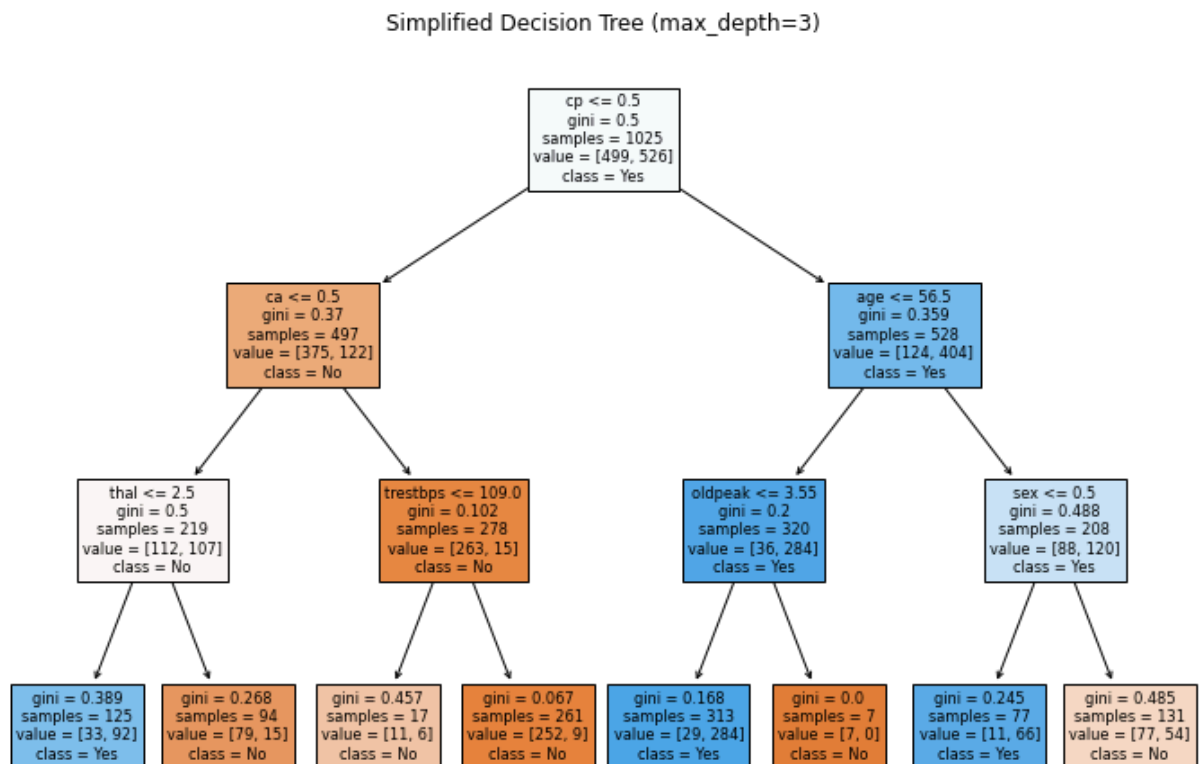 Simplified Decision Tree (max_depth=3)
cp <= 0.5
gini = 0.5
samples = 1025
value = [499, 526]
class = Yes
ca <= 0.5
gini = 0.37
samples = 497
value = [375, 122]
class = No
age <= 56.5
gini = 0.359
samples = 528
value = [124, 404]
class = Yes
thal <= 2.5
gini = 0.5
samples = 219
value = [112, 107]
class = No
trestbps <= 109.0
gini = 0.102
samples = 278
value = [263, 15]
class = No
oldpeak <= 3.55
gini = 0.2
samples = 320
value = [36, 284]
class = Yes
sex <= 0.5
gini = 0.488
samples = 208
value = [88, 120]
class = Yes
gini = 0.389
samples = 125
value = [33, 92]
class = Yes
gini = 0.268
samples = 94
value = [79, 15]
class = No
gini = 0.457
samples = 17
value = [11, 6]
class = No
gini = 0.067
samples = 261
value = [252, 9]
class = No
gini = 0.168
samples = 313
value = [29, 284]
class = Yes
gini = 0.0
samples = 7
value = [7, 0]
class = No
gini = 0.245
samples = 77
value = [11, 66]
class = Yes
gini = 0.485
samples = 131
value = [77, 54]
class = No